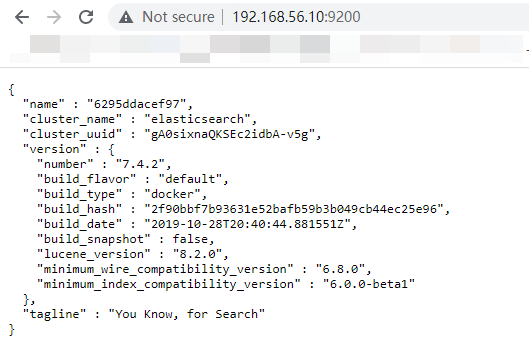 Not secure | 192.168.56.10:9200
{
  "name" : "6295ddacef97",
  "cluster_name" : "elasticsearch",
  "cluster_uuid" : "gA0sixnaQKSEc2idbA-v5g",
  "version" : {
    "number" : "7.4.2",
    "build_flavor" : "default",
    "build_type" : "docker",
    "build_hash" : "2f90bbf7b93631e52bafb59b3b049cb44ec25e96",
    "build_date" : "2019-10-28T20:40:44.881551Z",
    "build_snapshot" : false,
    "lucene_version" : "8.2.0",
    "minimum_wire_compatibility_version" : "6.8.0",
    "minimum_index_compatibility_version" : "6.0.0-beta1"
  },
  "tagline" : "You Know, for Search"
}